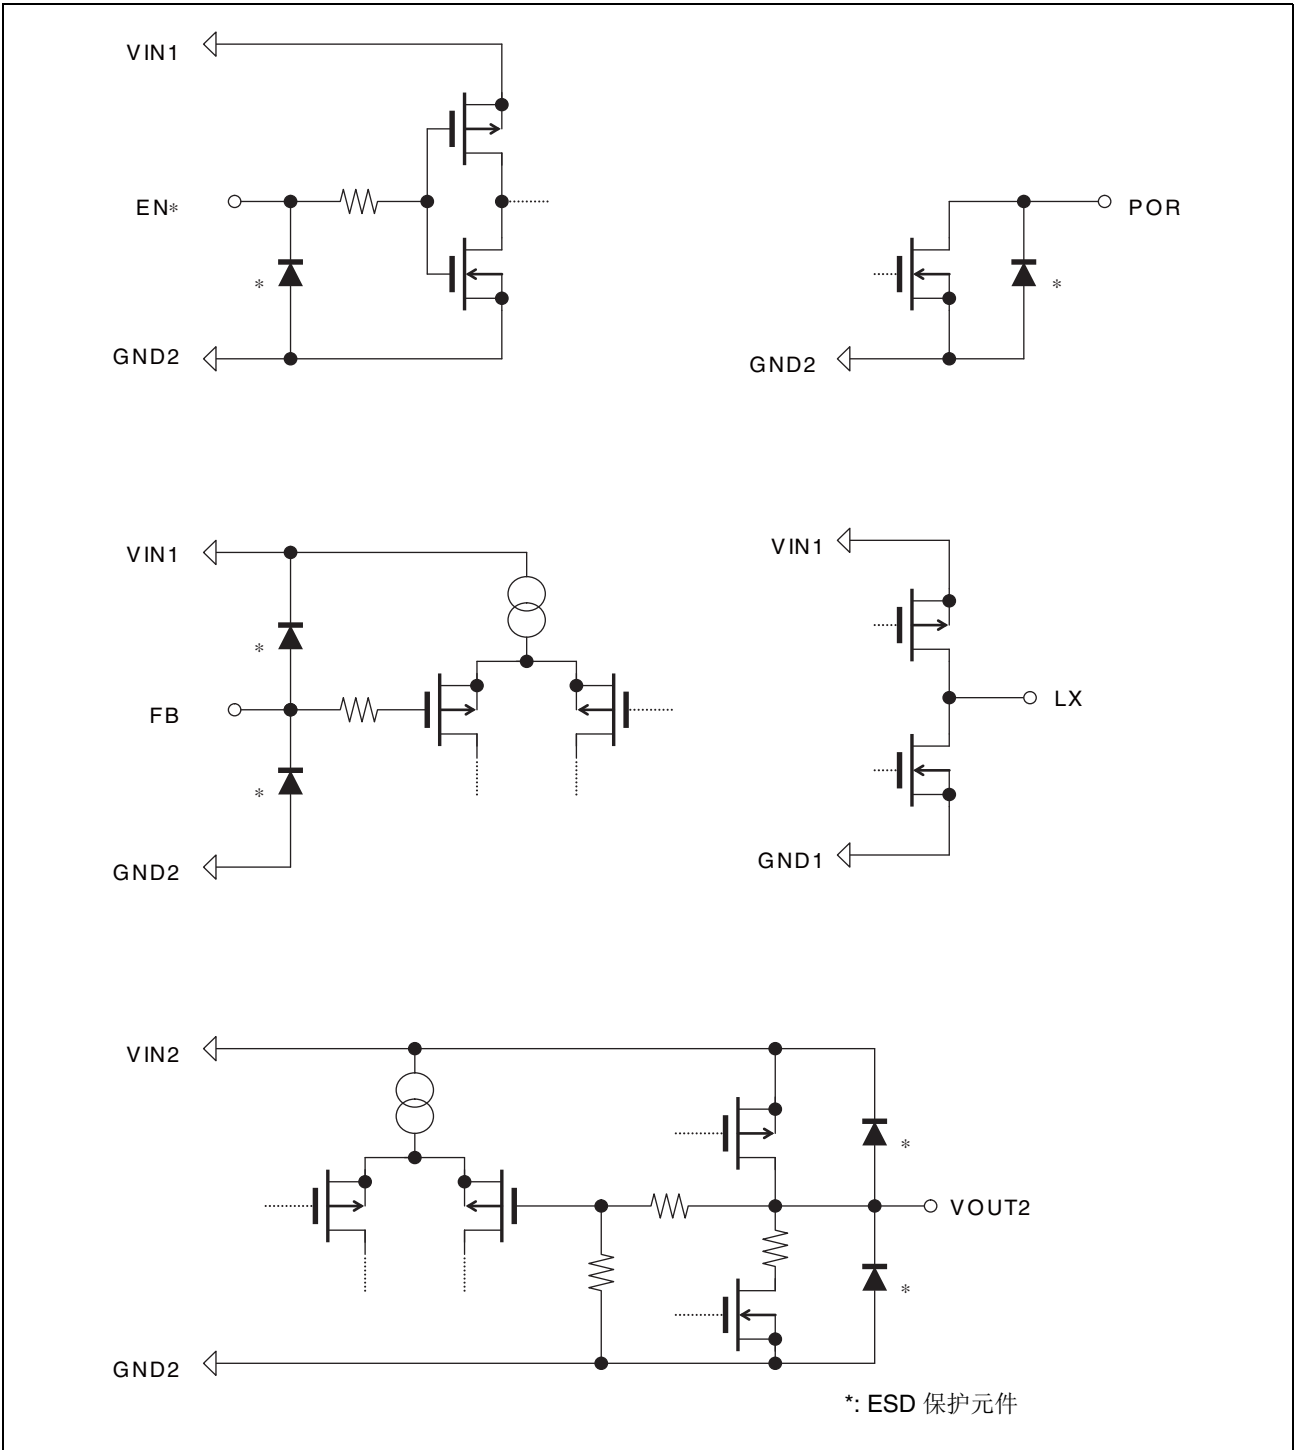 VIN1
EN*
*
GND2
POR
*
GND2
VIN1
*
FB
*
GND2
VIN1
LX
GND1
VIN2
*
VOUT2
*
GND2
*: ESD 保护元件